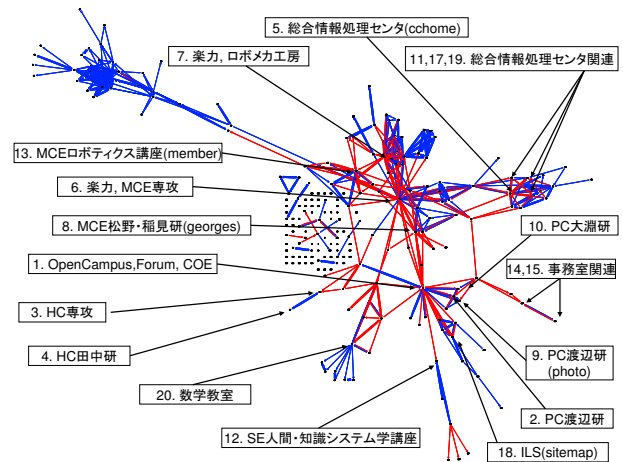 5. 総合情報処理センタ(cchome)
7. 楽力, ロボメカ工房
11,17,19. 総合情報処理センタ関連
13. MCEロボティクス講座(member)
6. 楽力, MCE専攻
8. MCE松野・稲見研(georges)
10. PC大淵研
1. OpenCampus,Forum, COE
14,15. 事務室関連
3. HC専攻
4. HC田中研
9. PC渡辺研
(photo)
20. 数学教室
2. PC渡辺研
12. SE人間・知識システム学講座
18. ILS(sitemap)